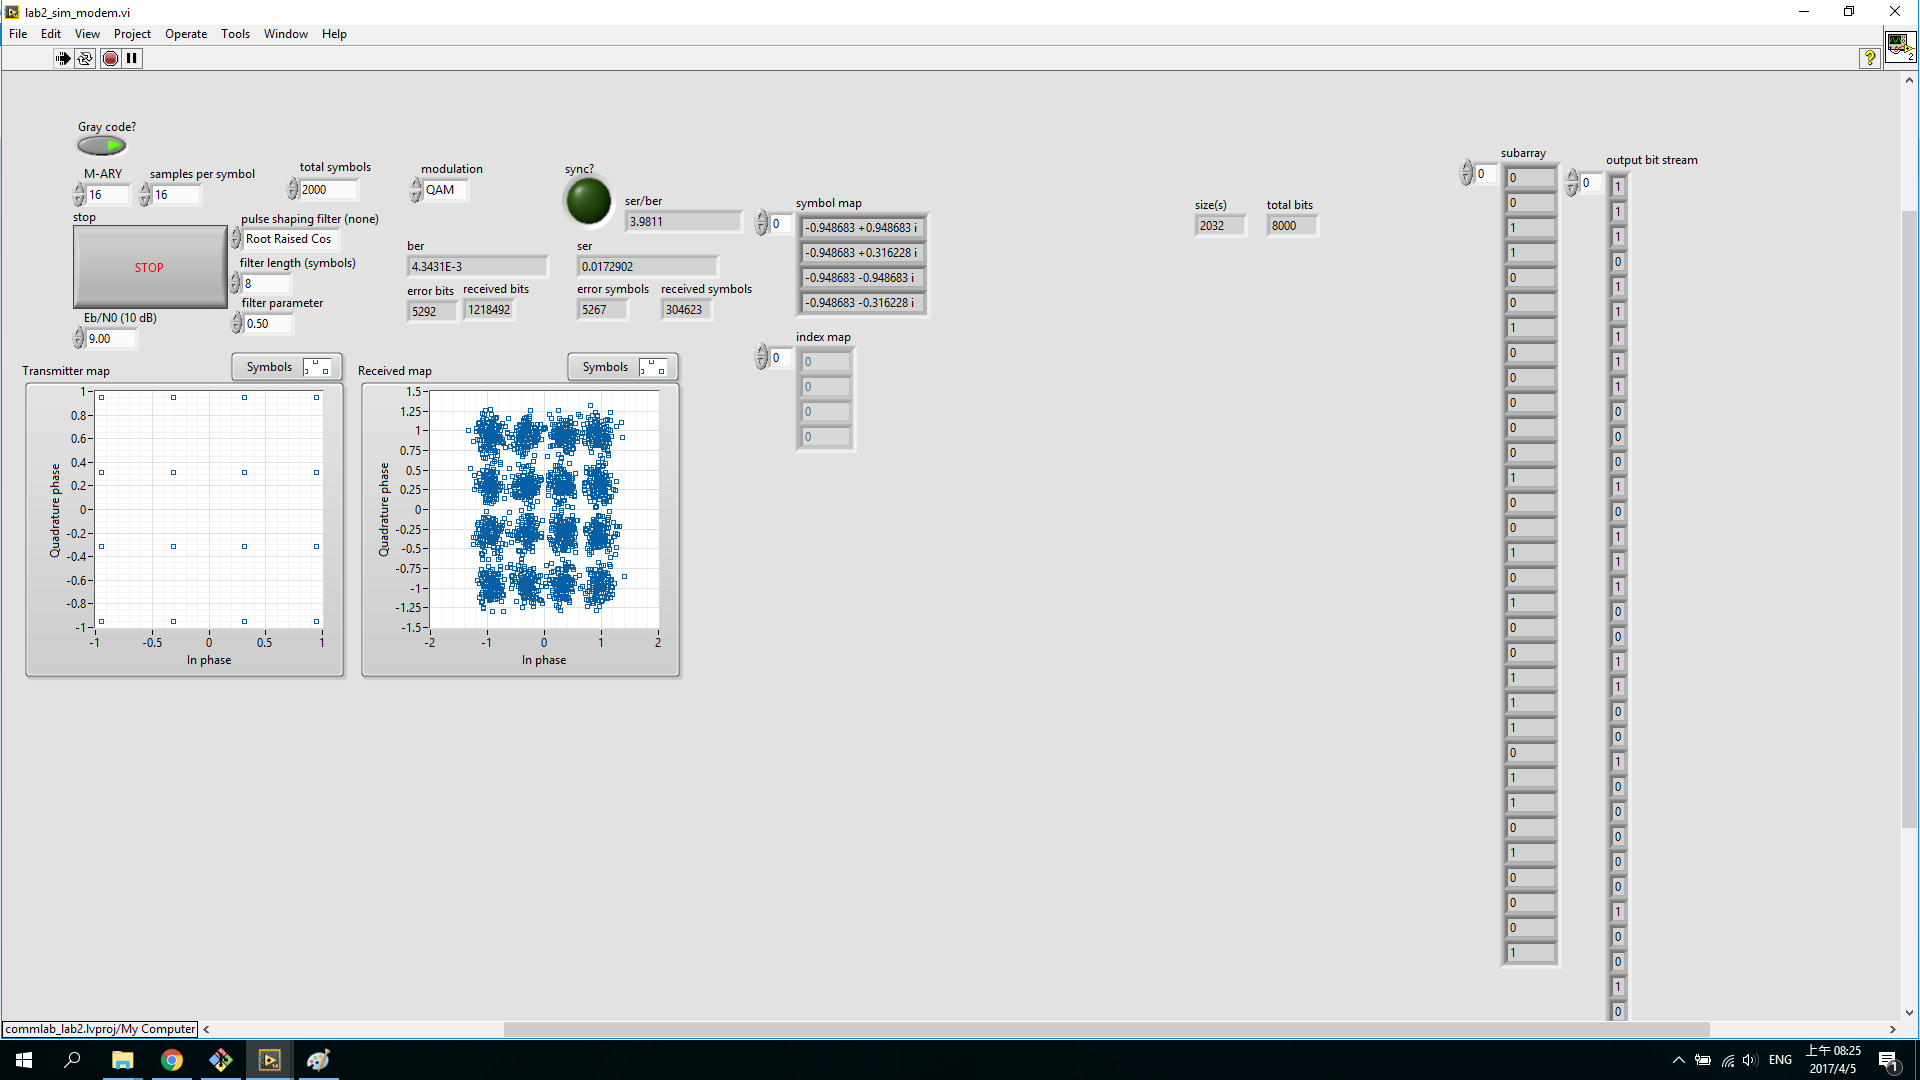 lab2_sim_modem.vi
File Edit View Project Operate Tools Window Help
2
Gray code?
M-ARY
16
samples per symbol
16
total symbols
2000
modulation
QAM
sync?
ser/ber
3.9811
stop
STOP
pulse shaping filter (none)
Root Raised Cos
filter length (symbols)
8
filter parameter
0.50
Eb/N0 (10 dB)
9.00
ber
4.3431E-3
ser
0.0172902
error bits
5292
received bits
1218492
error symbols
5267
received symbols
304623
symbol map
0
-0.948683 +0.948683 i
-0.948683 +0.316228 i
-0.948683 -0.948683 i
-0.948683 -0.316228 i
index map
0
0
0
0
0
size(s)
2032
total bits
8000
Transmitter map
Symbols
Quadrature phase
1
0.8
0.6
0.4
0.2
0
-0.2
-0.4
-0.6
-0.8
-1
-1 -0.5 0 0.5 1
In phase
Received map
Symbols
Quadrature phase
1.5
1.25
1
0.75
0.5
0.25
0
-0.25
-0.5
-0.75
-1
-1.25
-1.5
-2 -1 0 1 2
In phase
subarray
0
0
0
1
1
0
0
1
0
0
0
0
0
1
0
0
1
0
1
0
0
1
1
1
0
1
1
0
1
0
0
0
1
output bit stream
0
1
1
1
0
1
1
1
1
1
0
0
0
1
0
1
1
1
0
0
1
1
0
0
1
0
0
0
0
0
1
0
0
1
0
commlab_lab2.lvproj/My Computer
ENG
上午 08:25
2017/4/5
1